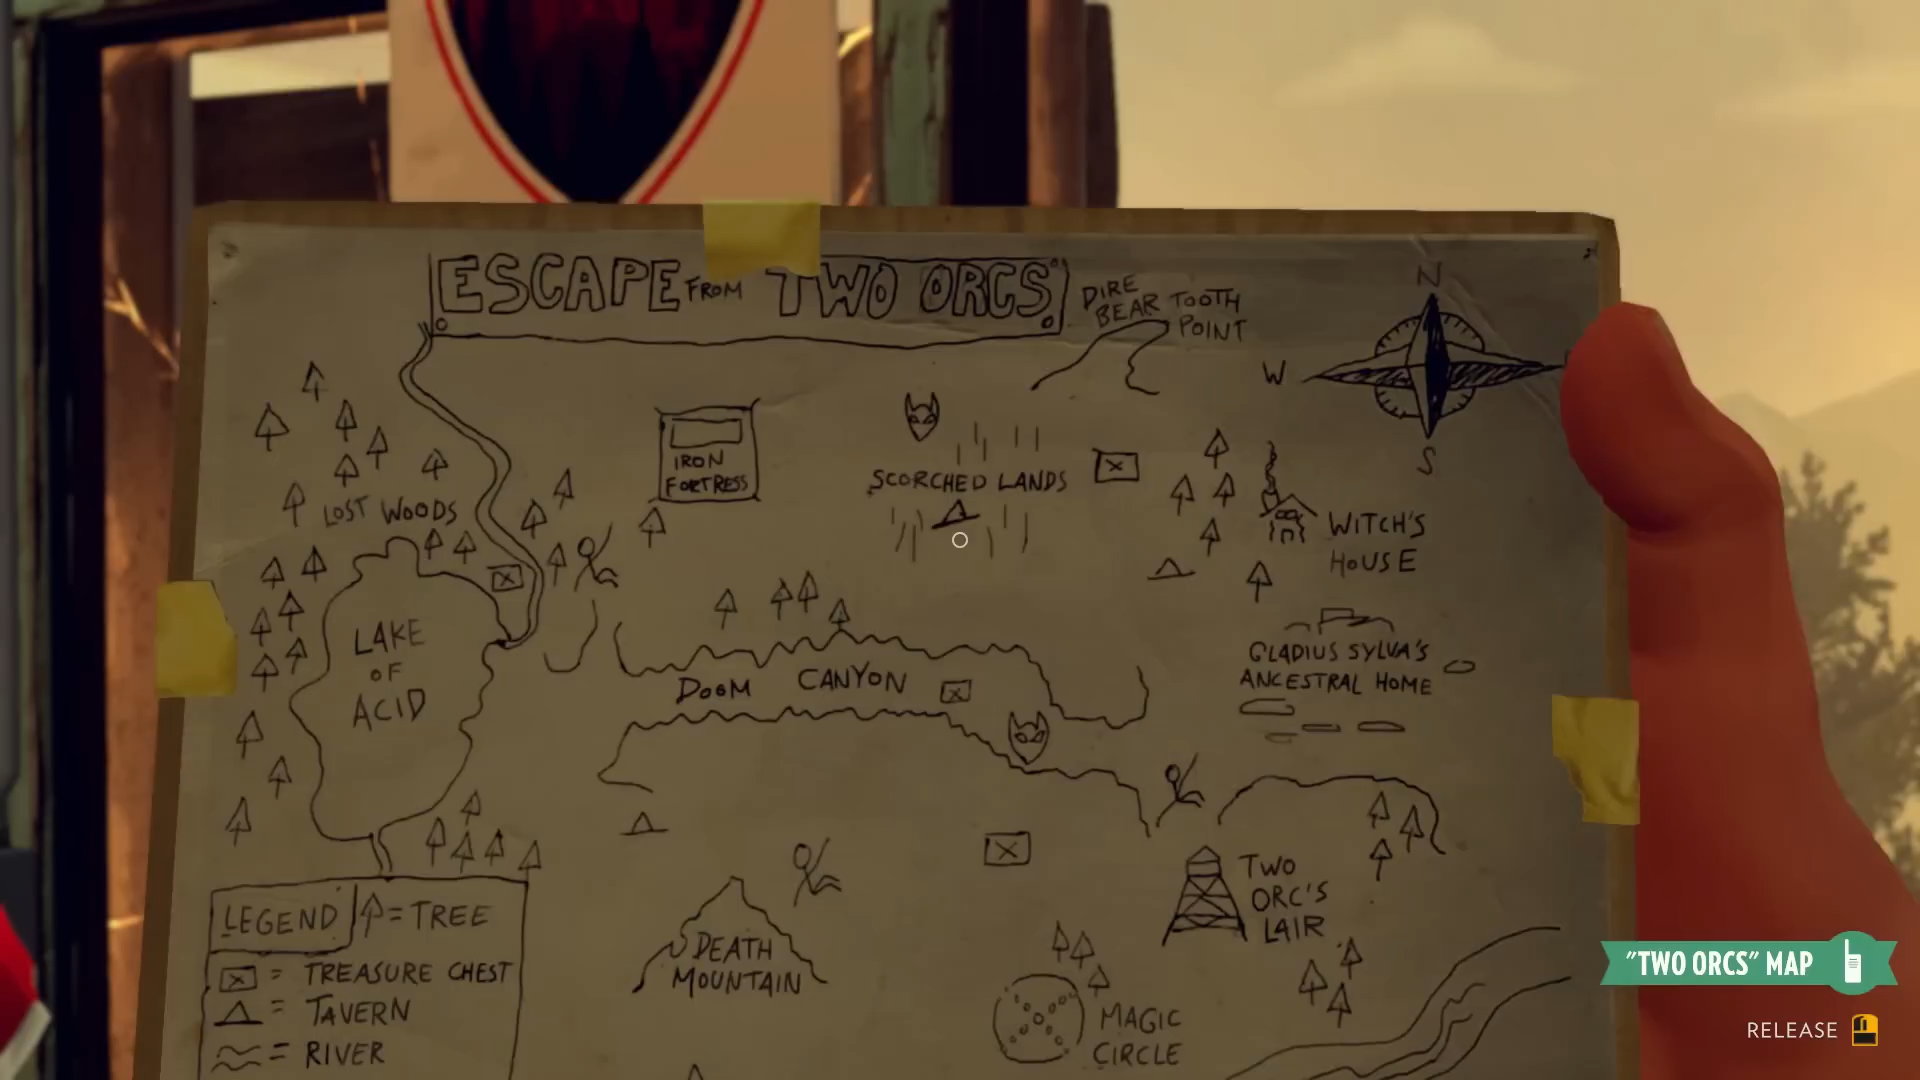 ESCAPE FROM TWO ORCS
DIRE
BEAR TOOTH
POINT
N
W
S
IRON
FORTRESS
SCORCHED LANDS
LOST WOODS
WITCH'S
HOUSE
LAKE
OF
ACID
GLADIUS SYLVA'S
ANCESTRAL HOME
DOOM CANYON
TWO
ORC'S
LAIR
DEATH
MOUNTAIN
MAGIC
CIRCLE
LEGEND
= TREE
= TREASURE CHEST
= TAVERN
= RIVER
"TWO ORCS" MAP
RELEASE